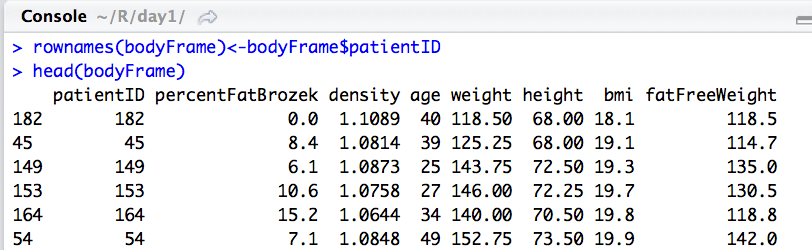 Console ~/R/day1/
> rownames(bodyFrame)<-bodyFrame$patientID
> head(bodyFrame)
patientID percentFatBrozek density age weight height bmi fatFreeWeight
182 182 0.0 1.1089 40 118.50 68.00 18.1 118.5
45 45 8.4 1.0814 39 125.25 68.00 19.1 114.7
149 149 6.1 1.0873 25 143.75 72.50 19.3 135.0
153 153 10.6 1.0758 27 146.00 72.25 19.7 130.5
164 164 15.2 1.0644 34 140.00 70.50 19.8 118.8
54 54 7.1 1.0848 49 152.75 73.50 19.9 142.0